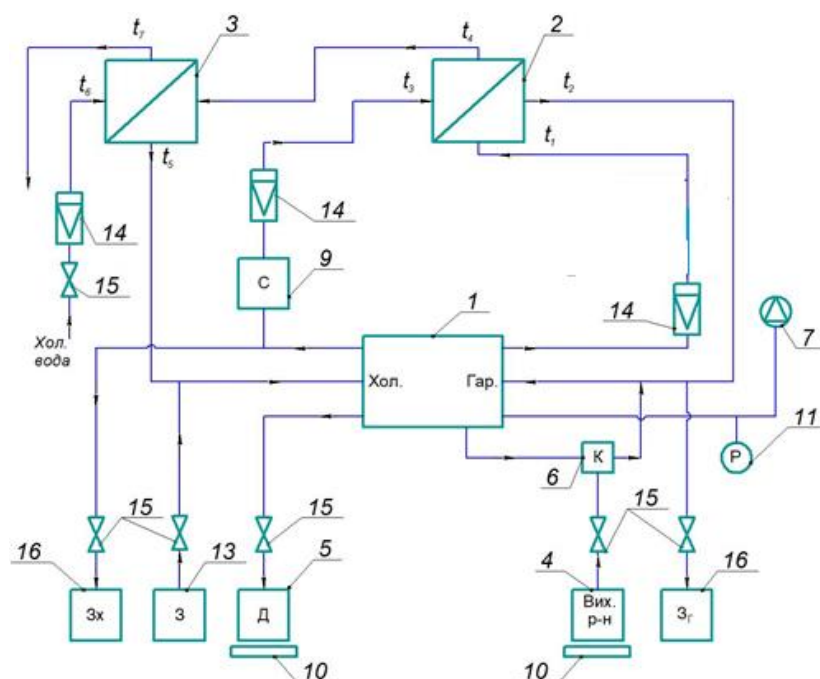 t7
3
t4
2
t6
t3
t2
t5
t1
14
14
9
С
15
1
14
7
Хол.
вода
Хол.
Гар.
11
Р
К
6
15
15
15
16
13
5
4
16
Зх
З
Д
Вих.
р-н
Зг
10
10